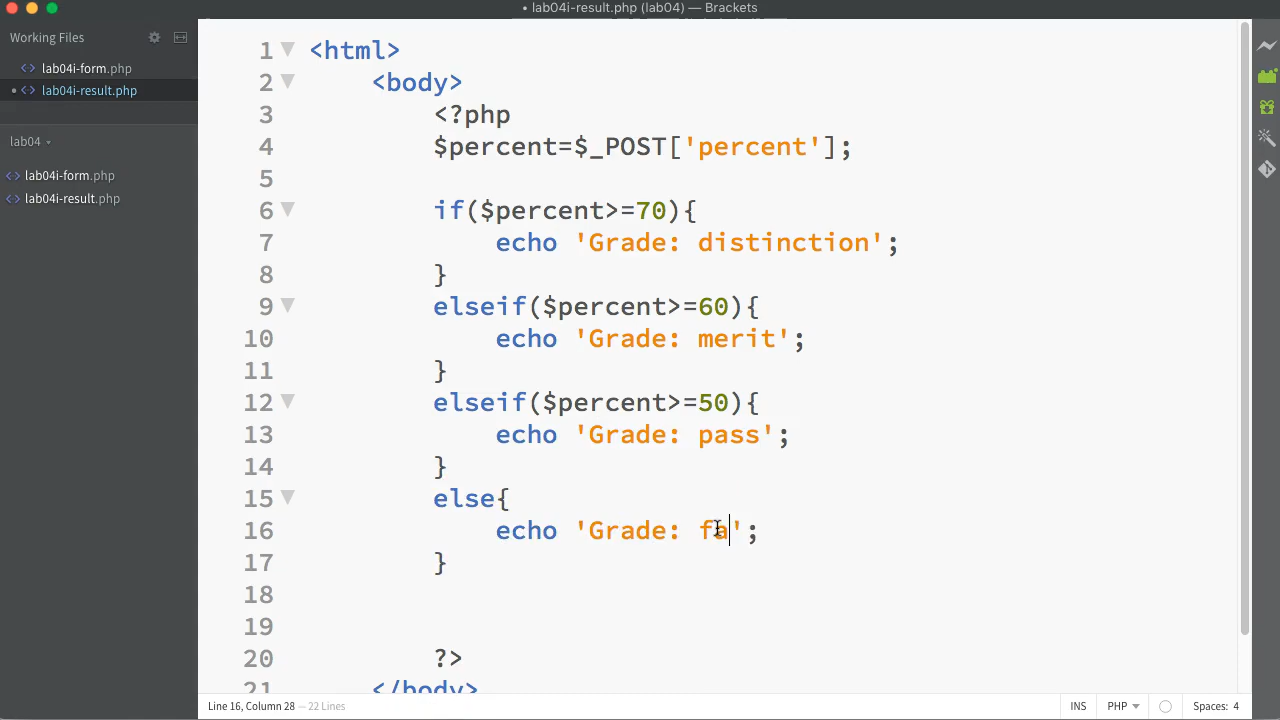 • lab04i-result.php (lab04) — Brackets
Working Files
lab04i-form.php
• lab04i-result.php
lab04
lab04i-form.php
lab04i-result.php
1 <html>
2 <body>
3 <?php
4 $percent=$_POST['percent'];
5
6 if($percent>=70){
7 echo 'Grade: distinction';
8 }
9 elseif($percent>=60){
10 echo 'Grade: merit';
11 }
12 elseif($percent>=50){
13 echo 'Grade: pass';
14 }
15 else{
16 echo 'Grade: fa';
17 }
18
19
20 ?>
21 </body>
Line 16, Column 28 — 22 Lines
INS
PHP
Spaces: 4